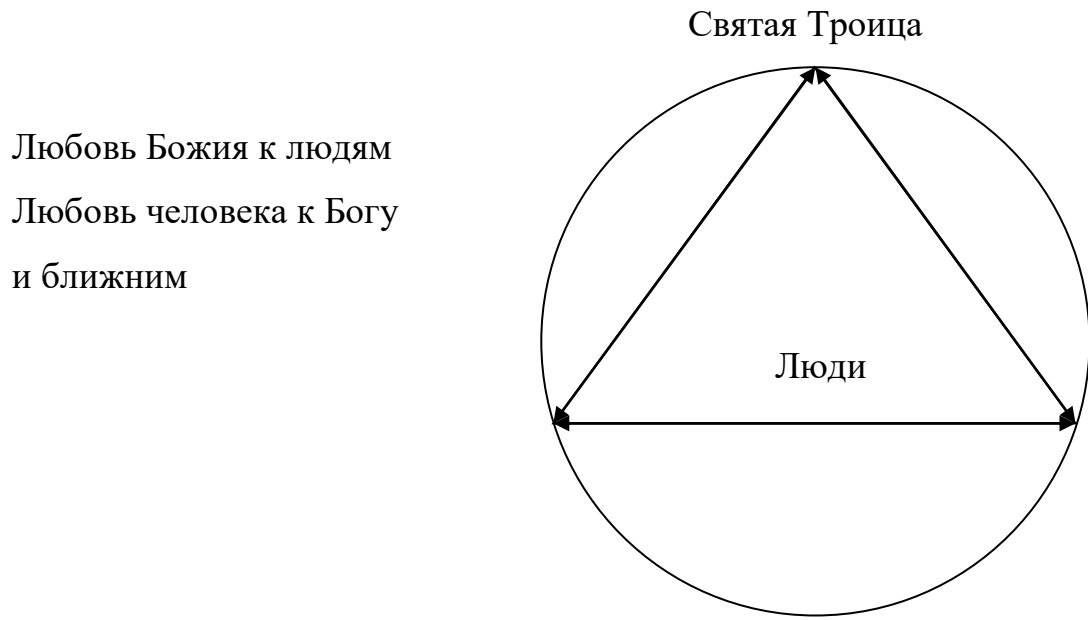 Святая Троица
Любовь Божия к людям
Любовь человека к Богу
и ближним
Люди